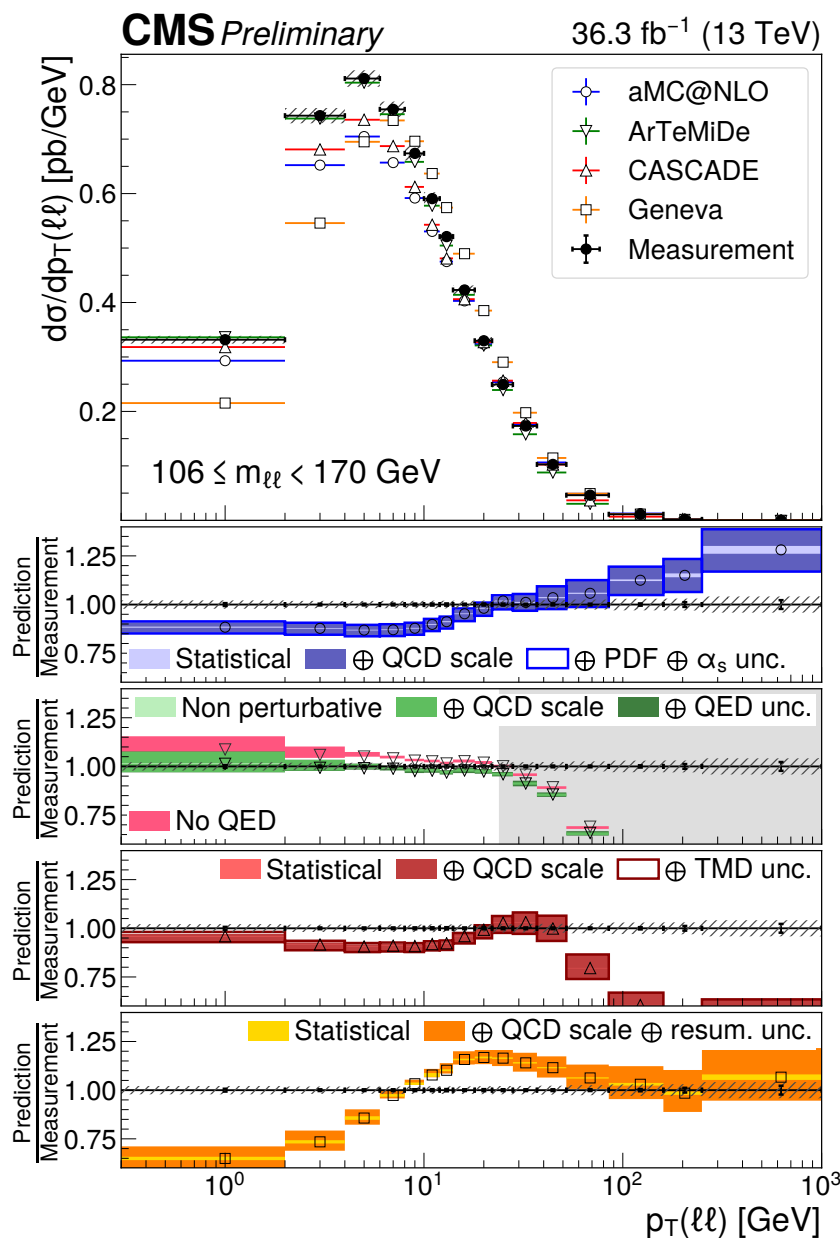 CMS Preliminary 36.3 fb⁻¹ (13 TeV)
dσ/dp_T(ℓℓ) [pb/GeV]
0.8
0.6
0.4
0.2
aMC@NLO
ArTeMiDe
CASCADE
Geneva
Measurement
106 ≤ m_ℓℓ < 170 GeV
Prediction
Measurement
1.25
1.00
0.75
Statistical ⊕ QCD scale ⊕ PDF ⊕ α_s unc.
Prediction
Measurement
1.25
1.00
0.75
Non perturbative ⊕ QCD scale ⊕ QED unc.
No QED
Prediction
Measurement
1.25
1.00
0.75
Statistical ⊕ QCD scale ⊕ TMD unc.
Prediction
Measurement
1.25
1.00
0.75
Statistical ⊕ QCD scale ⊕ resum. unc.
10⁰ 10¹ 10² 10³
p_T(ℓℓ) [GeV]